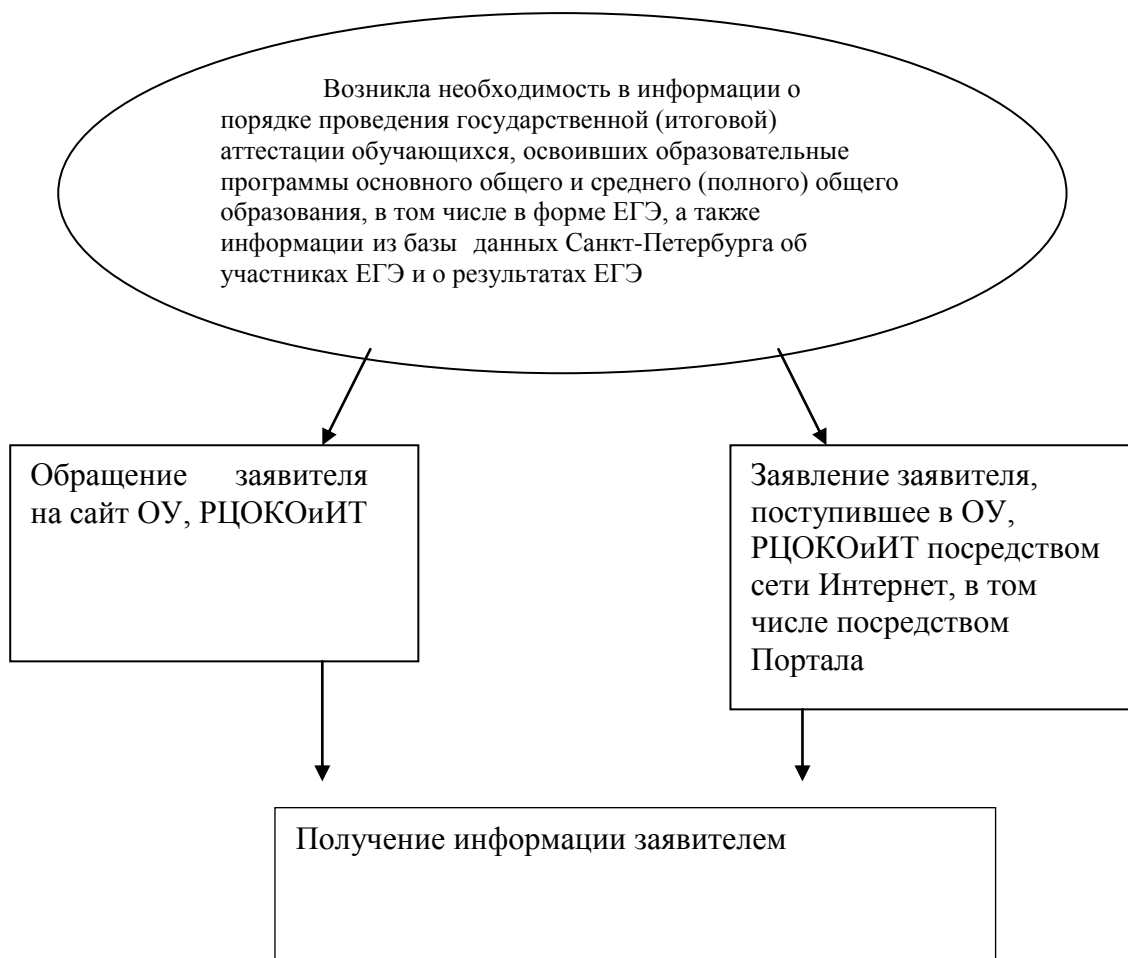 Возникла необходимость в информации о
порядке проведения государственной (итоговой)
аттестации обучающихся, освоивших образовательные
программы основного общего и среднего (полного) общего
образования, в том числе в форме ЕГЭ, а также
информации из базы данных Санкт-Петербурга об
участниках ЕГЭ и о результатах ЕГЭ
Обращение заявителя
на сайт ОУ, РЦОКОиИТ
Заявление заявителя,
поступившее в ОУ,
РЦОКОиИТ посредством
сети Интернет, в том
числе посредством
Портала
Получение информации заявителем